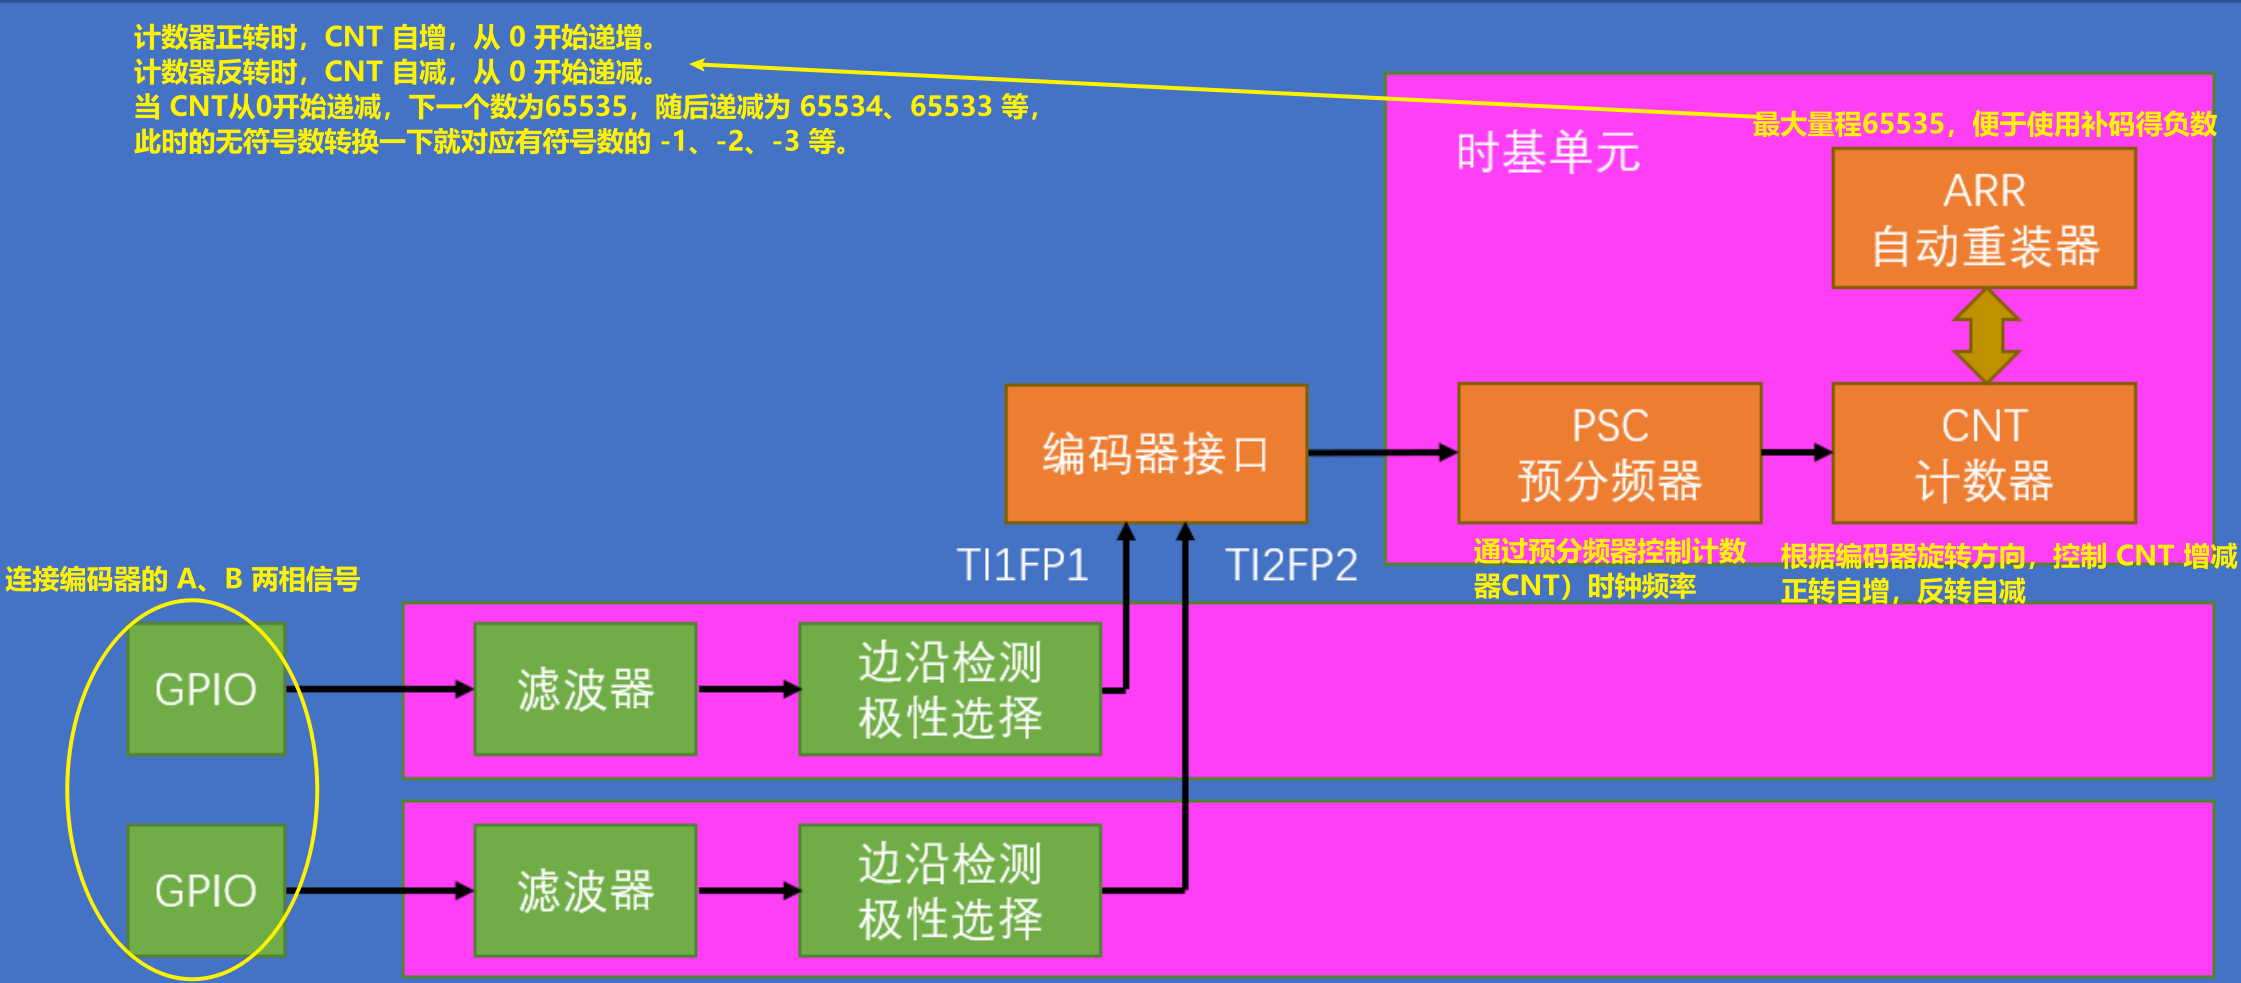 计数器正转时，CNT 自增，从 0 开始递增。
计数器反转时，CNT 自减，从 0 开始递减。
当 CNT从0开始递减，下一个数为65535，随后递减为 65534、65533 等，
此时的无符号数转换一下就对应有符号数的 -1、-2、-3 等。
最大量程65535，便于使用补码得负数
时基单元
ARR
自动重装器
编码器接口
PSC
预分频器
CNT
计数器
TI1FP1
TI2FP2
通过预分频器控制计数
器CNT）时钟频率
根据编码器旋转方向，控制 CNT 增减
正转自增，反转自减
连接编码器的 A、B 两相信号
GPIO
滤波器
边沿检测
极性选择
GPIO
滤波器
边沿检测
极性选择